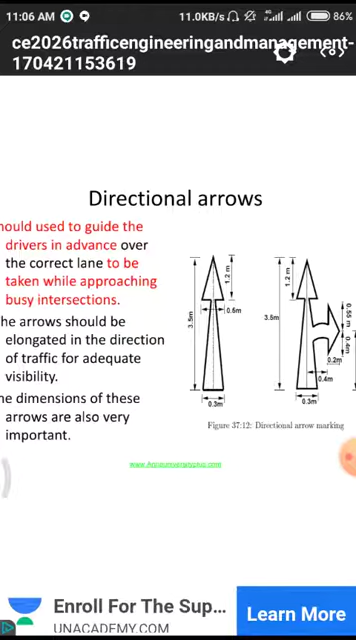 11:06 AM 11.0KB/s 86%
ce2026trafficengineeringandmanagement-
170421153619
Directional arrows
hould used to guide the
drivers in advance over
the correct lane to be
taken while approaching
busy intersections.
he arrows should be
elongated in the direction
of traffic for adequate
visibility.
he dimensions of these
arrows are also very
important.
3.5m
1.2 m
0.6m
0.3m
3.5m
1.2 m
0.55 m
0.4m
0.2m
0.4m
0.3m
Figure 37:12: Directional arrow marking
Enroll For The Sup...
UNACADEMY.COM
Learn More